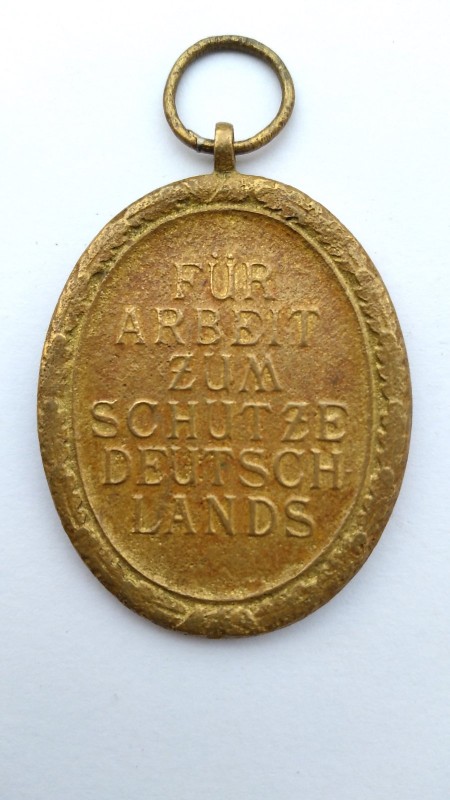 FÜR
ARBEIT
ZUM
SCHUTZE
DEUTSCH
LANDS